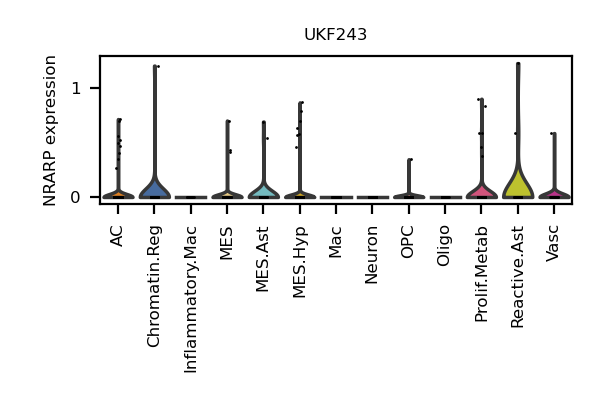 UKF243
NRARP expression
1
0
AC
Chromatin.Reg
Inflammatory.Mac
MES
MES.Ast
MES.Hyp
Mac
Neuron
OPC
Oligo
Prolif.Metab
Reactive.Ast
Vasc